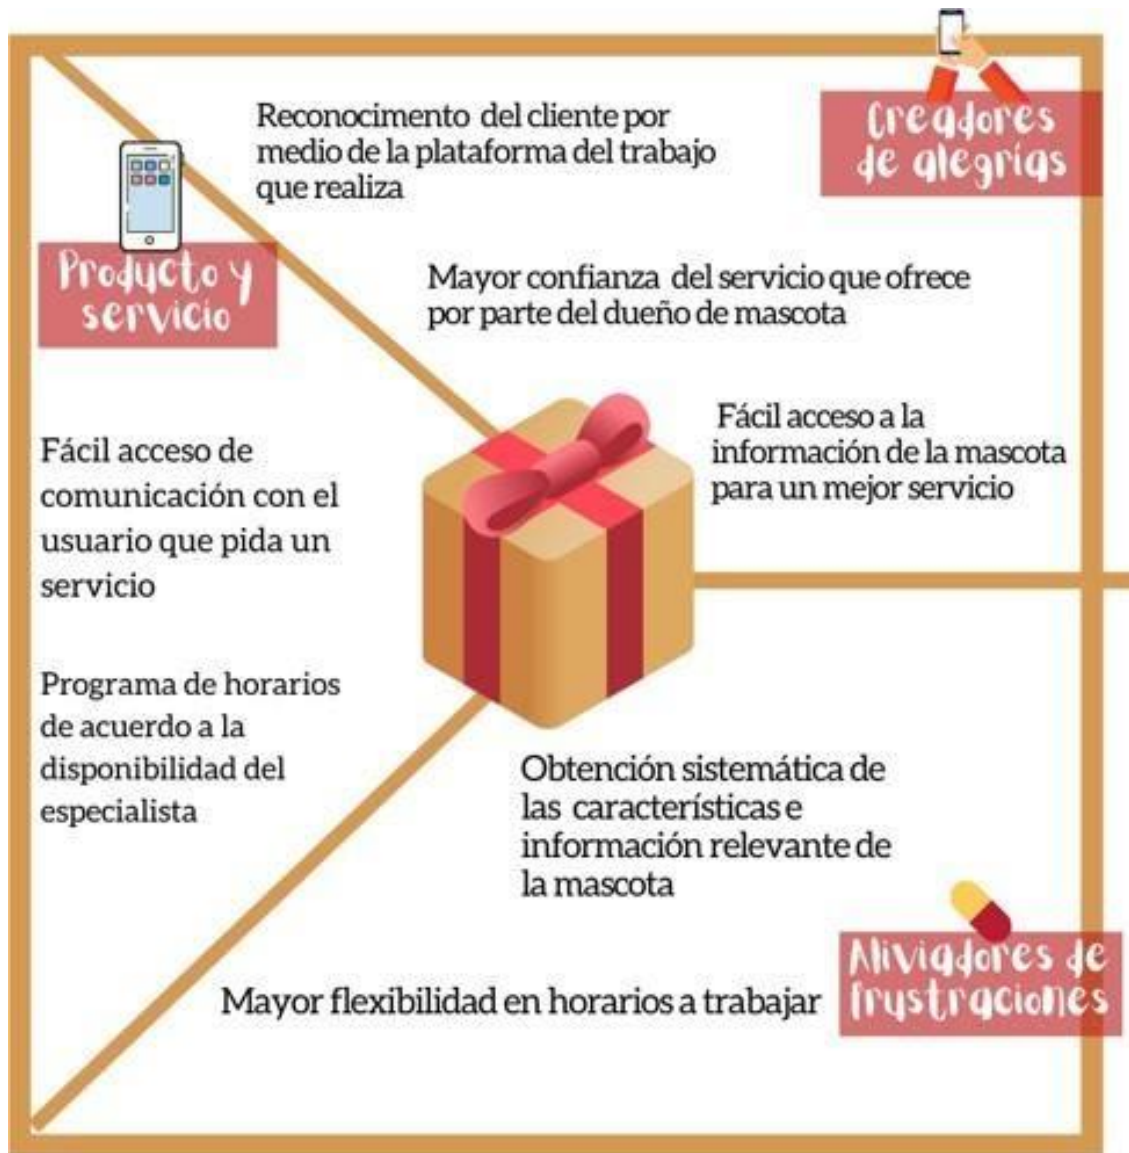 Creadores
de alegrías
Reconocimento del cliente por
medio de la plataforma del trabajo
que realiza
Mayor confianza del servicio que ofrece
por parte del dueño de mascota
Fácil acceso a la
información de la mascota
para un mejor servicio
Producto y
servicio
Fácil acceso de
comunicación con el
usuario que pida un
servicio
Programa de horarios
de acuerdo a la
disponibilidad del
especialista
Obtención sistemática de
las características e
información relevante de
la mascota
Mayor flexibilidad en horarios a trabajar
Aliviadores de
frustraciones